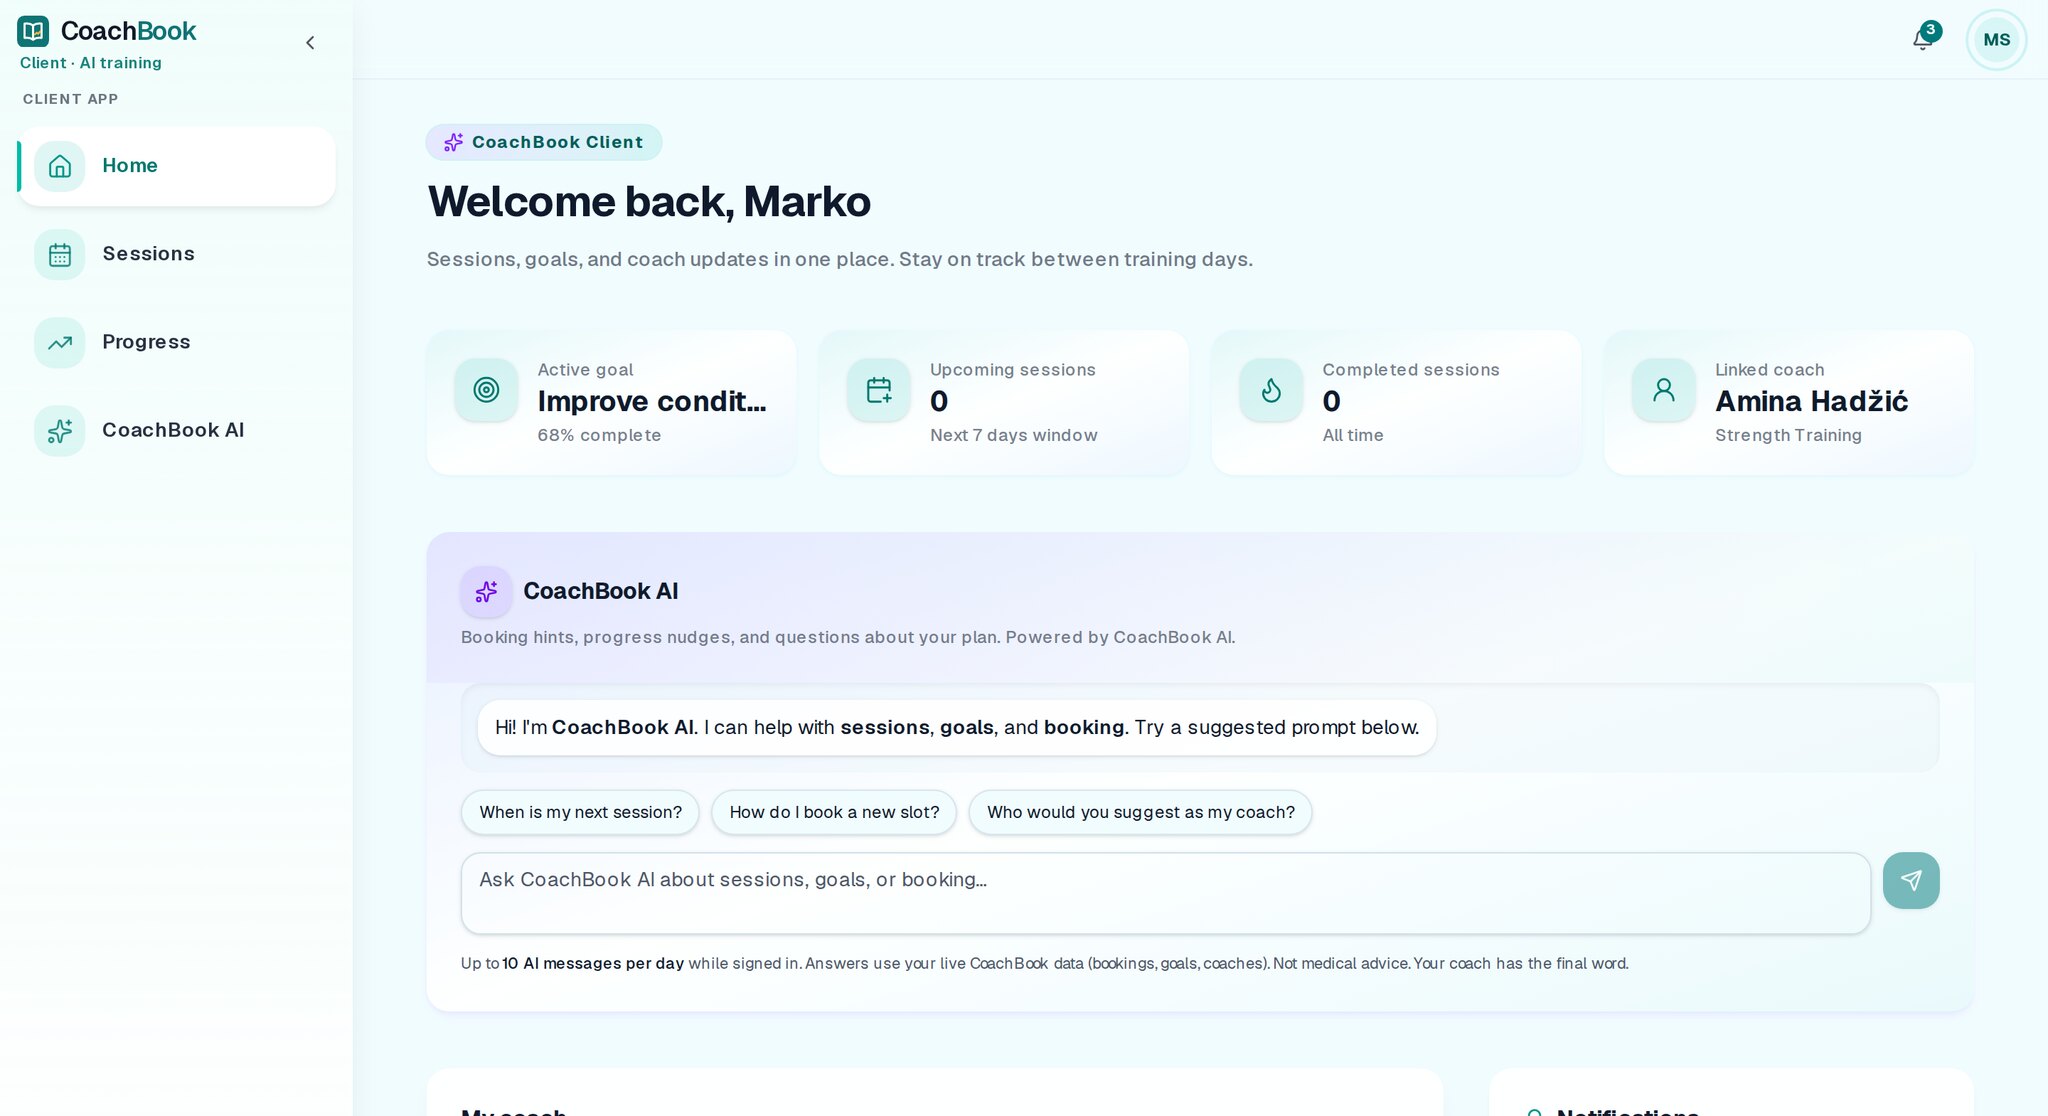 CoachBook
Client · AI training
CLIENT APP
Home
Sessions
Progress
CoachBook AI
3
MS
CoachBook Client
Welcome back, Marko
Sessions, goals, and coach updates in one place. Stay on track between training days.
Active goal
Improve condit...
68% complete
Upcoming sessions
0
Next 7 days window
Completed sessions
0
All time
Linked coach
Amina Hadžić
Strength Training
CoachBook AI
Booking hints, progress nudges, and questions about your plan. Powered by CoachBook AI.
Hi! I'm CoachBook AI. I can help with sessions, goals, and booking. Try a suggested prompt below.
When is my next session?
How do I book a new slot?
Who would you suggest as my coach?
Ask CoachBook AI about sessions, goals, or booking...
Up to 10 AI messages per day while signed in. Answers use your live CoachBook data (bookings, goals, coaches). Not medical advice. Your coach has the final word.
My coach
Notifications